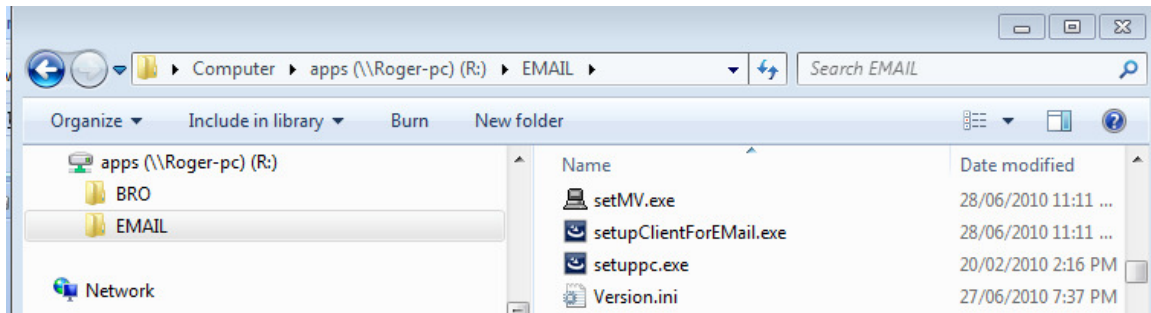 Computer ▸ apps (\\Roger-pc) (R:) ▸ EMAIL ▸ Search EMAIL
Organize Include in library Burn New folder
apps (\\Roger-pc) (R:) Name Date modified
BRO setMV.exe 28/06/2010 11:11 ...
EMAIL setupClientForEMail.exe 28/06/2010 11:11 ...
setuppc.exe 20/02/2010 2:16 PM
Network Version.ini 27/06/2010 7:37 PM